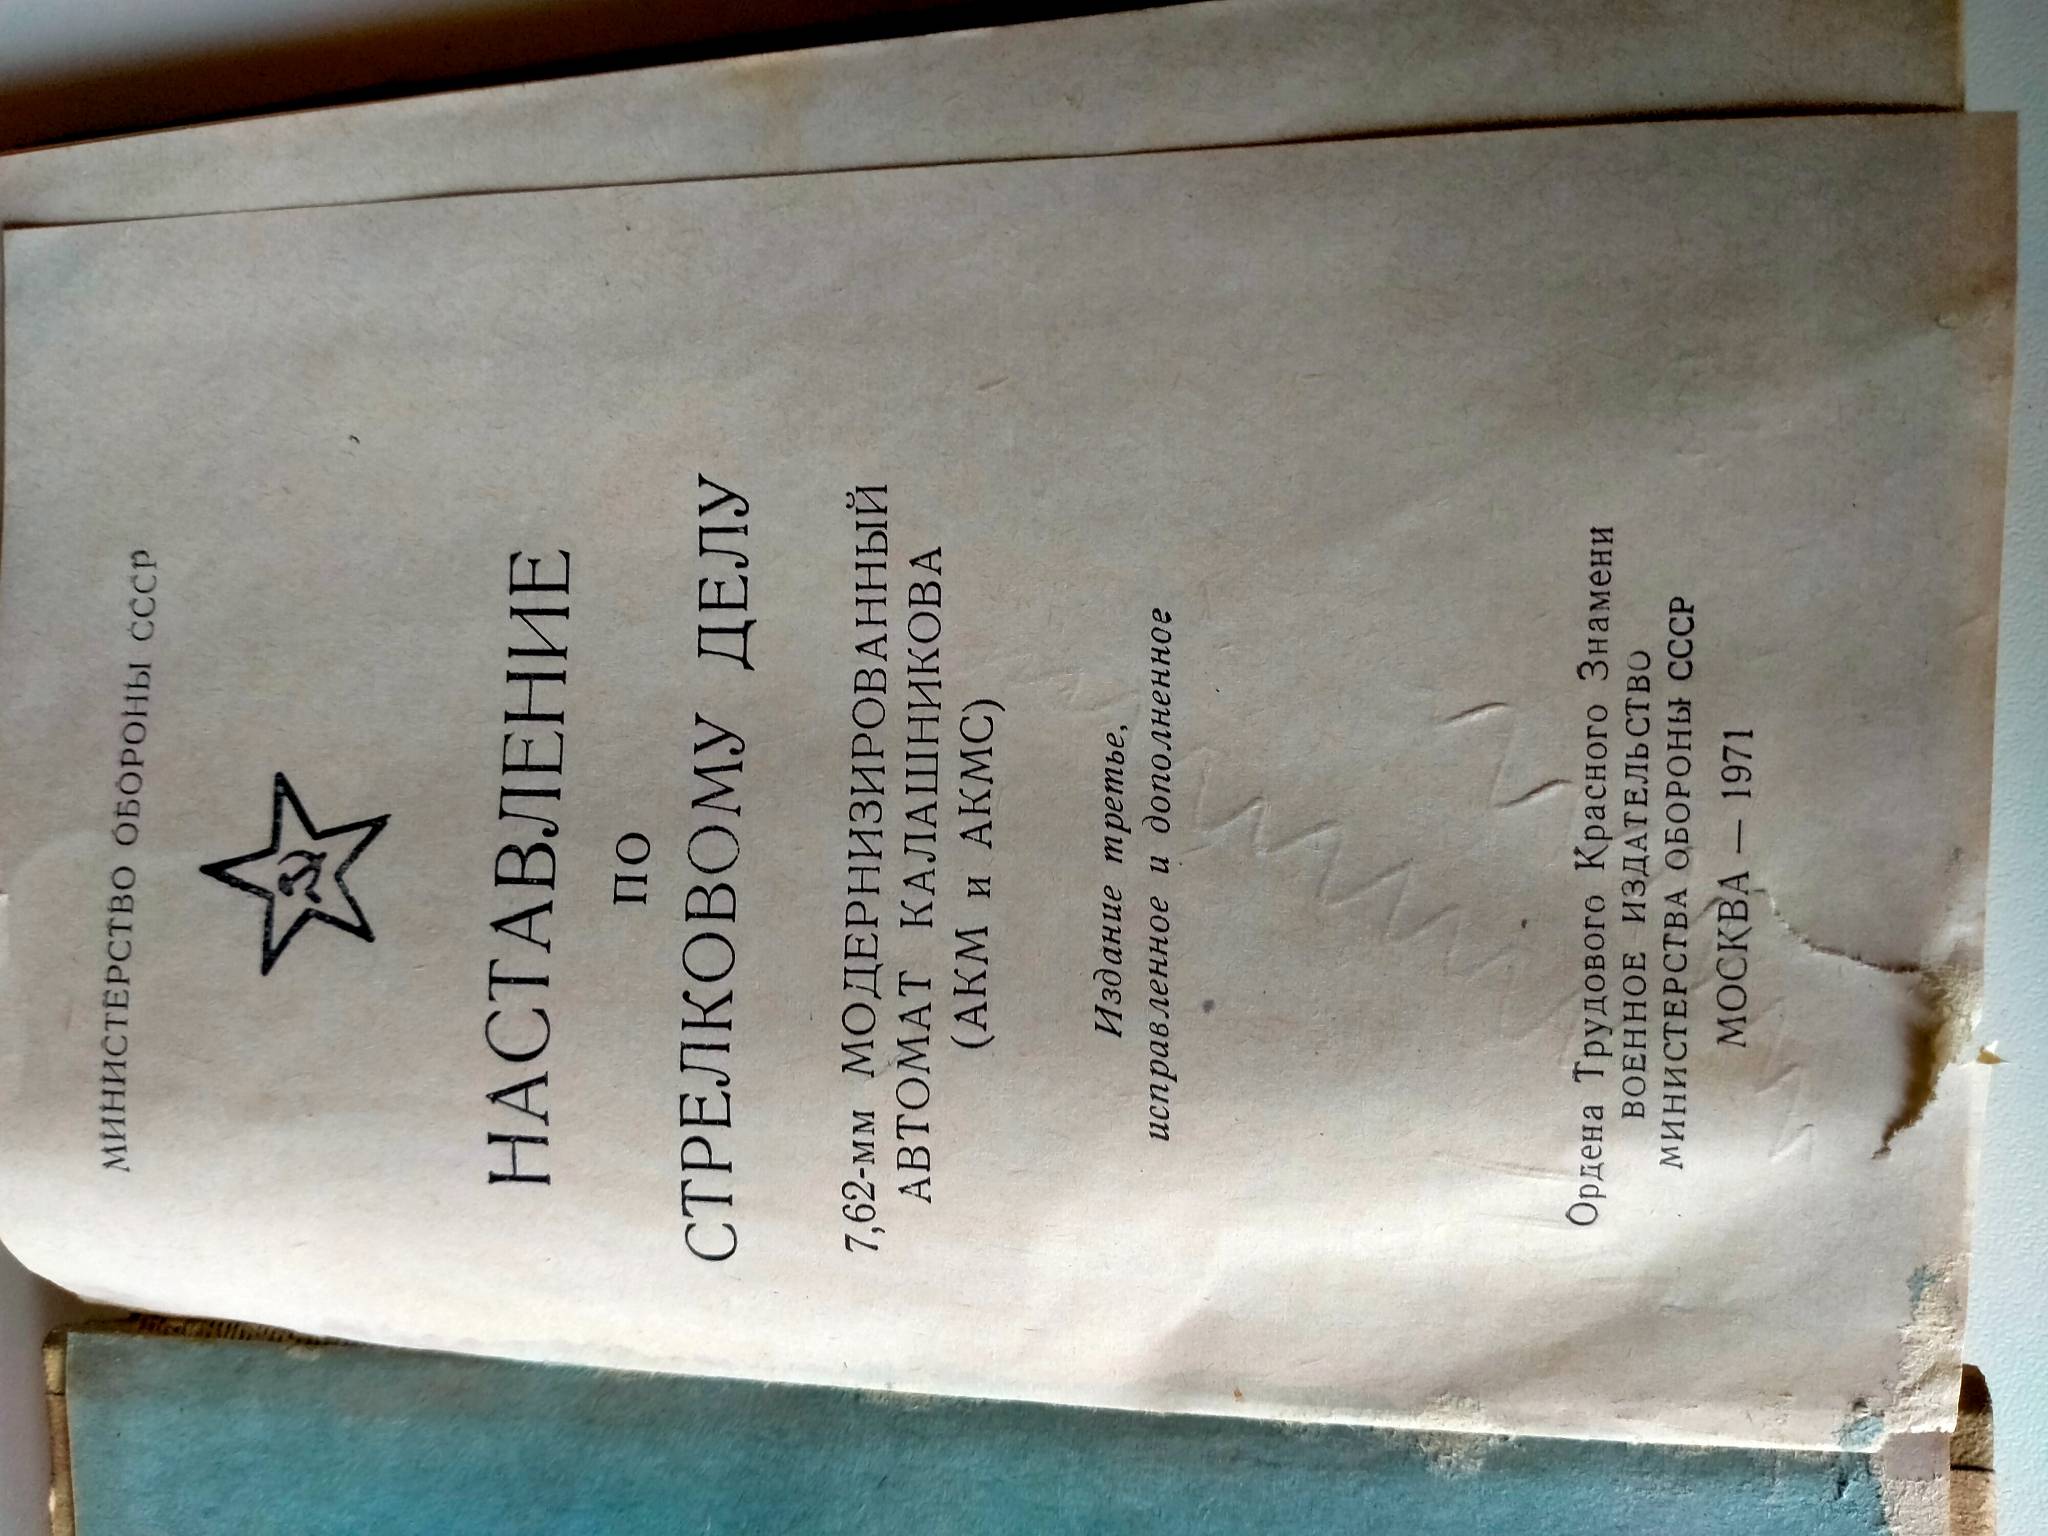 МИНИСТЕРСТВО ОБОРОНЫ СССР
НАСТАВЛЕНИЕ
ПО
СТРЕЛКОВОМУ ДЕЛУ
7,62-мм МОДЕРНИЗИРОВАННЫЙ
АВТОМАТ КАЛАШНИКОВА
(АКМ и АКМС)
Издание третье,
исправленное и дополненное
Ордена Трудового Красного Знамени
ВОЕННОЕ ИЗДАТЕЛЬСТВО
МИНИСТЕРСТВА ОБОРОНЫ СССР
МОСКВА — 1971